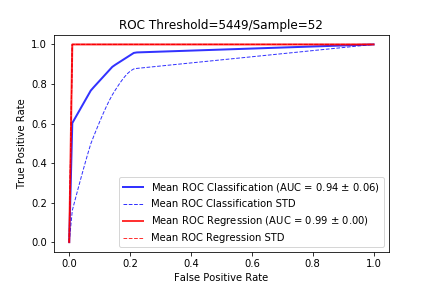 ROC Threshold=5449/Sample=52
True Positive Rate
1.0
0.8
0.6
0.4
0.2
0.0
Mean ROC Classification (AUC = 0.94 ± 0.06)
Mean ROC Classification STD
Mean ROC Regression (AUC = 0.99 ± 0.00)
Mean ROC Regression STD
0.0 0.2 0.4 0.6 0.8 1.0
False Positive Rate